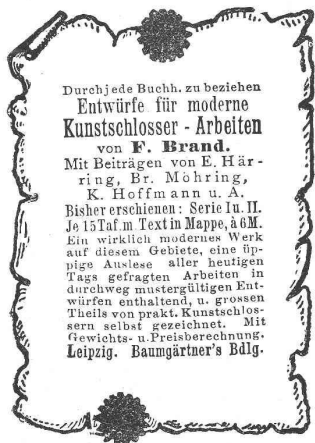 Durch jede Buchh. zu beziehen
Entwürfe für moderne
Kunstschlosser - Arbeiten
von F. Brand.
Mit Beiträgen von E. Här-
ring, Br. Möhring,
K. Hoffmann u. A.
Bisher erschienen: Serie I u. II.
Je 15 Taf. m. Text in Mappe, à 6 M.
Ein wirklich modernes Werk
auf diesem Gebiete, eine üp-
pige Auslese aller heutigen
Tags gefragten Arbeiten in
durchweg mustergültigen Ent-
würfen enthaltend, u. grossen
Theils von prakt. Kunstschlos-
sern selbst gezeichnet. Mit
Gewichts- u. Preisberechnung.
Leipzig. Baumgärtner's Bdlg.